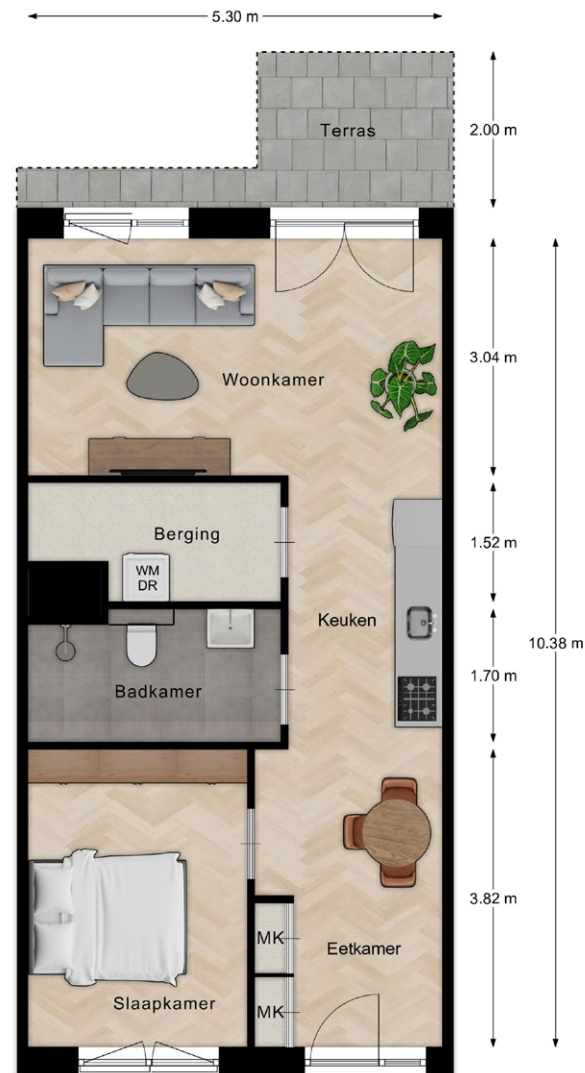 5.30 m
Terras
2.00 m
3.04 m
Woonkamer
Berging
1.52 m
WM
DR
Keuken
10.38 m
Badkamer
1.70 m
3.82 m
MK
Eetkamer
Slaapkamer
MK